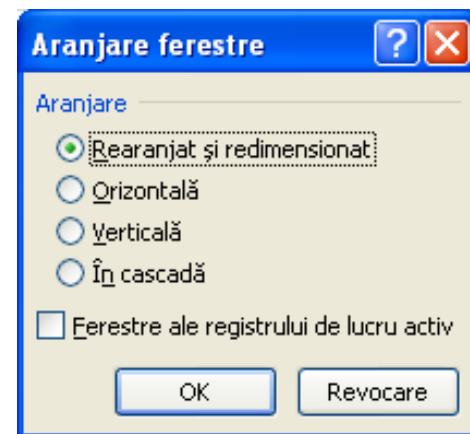 Aranjare ferestre
Aranjare
Rearanjat și redimensionat
Orizontală
Verticală
În cascadă
Ferestre ale registrului de lucru activ
OK Revocare